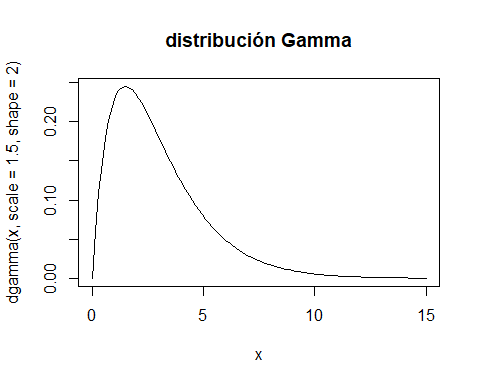 distribución Gamma
dgamma(x, scale = 1.5, shape = 2)
0.20
0.10
0.00
0 5 10 15
x